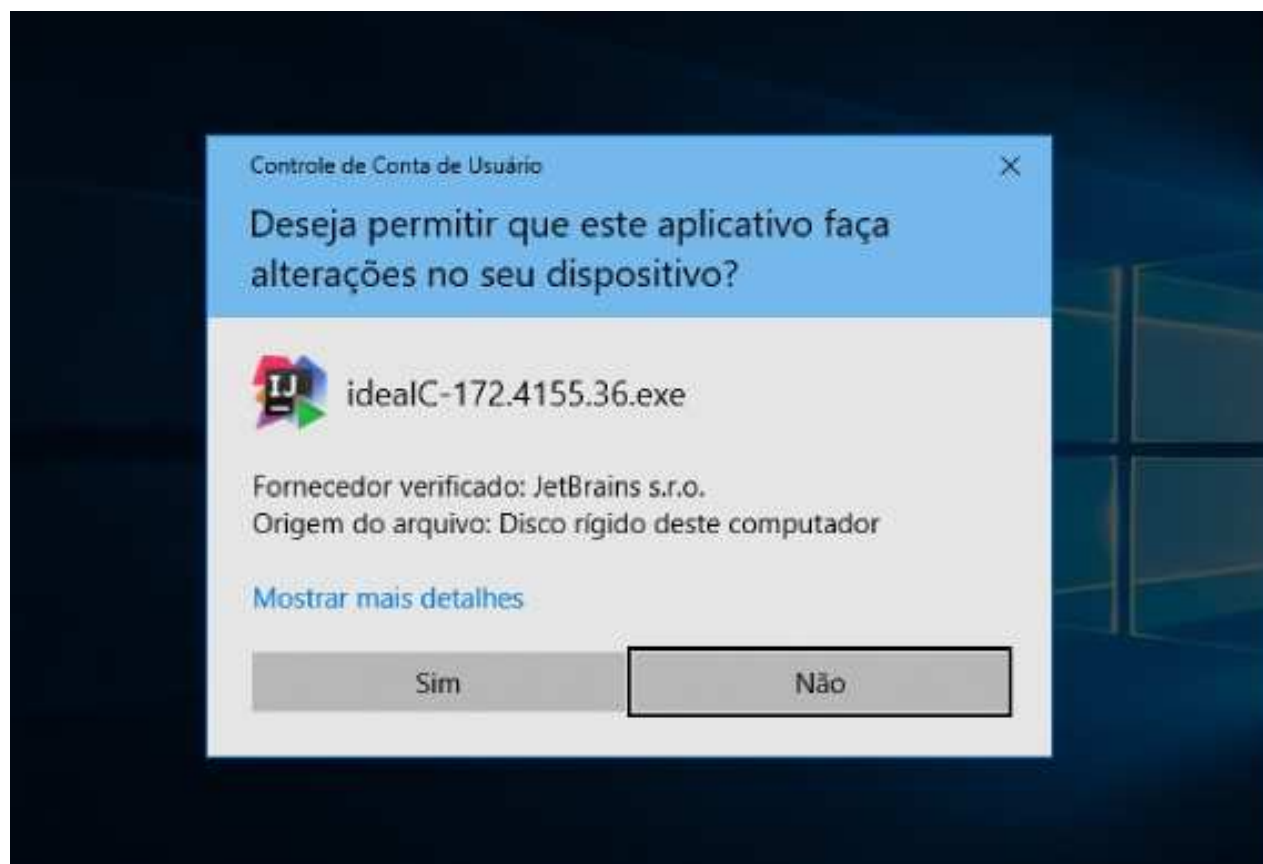 Controle de Conta de Usuário
Deseja permitir que este aplicativo faça
alterações no seu dispositivo?
IJ
ideaIC-172.4155.36.exe
Fornecedor verificado: JetBrains s.r.o.
Origem do arquivo: Disco rígido deste computador
Mostrar mais detalhes
Sim
Não